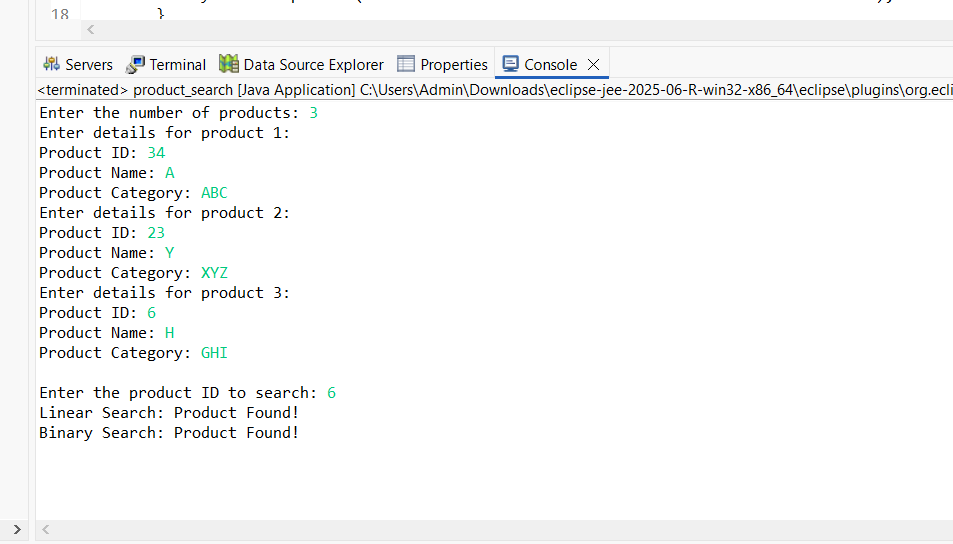 18 }
Servers Terminal Data Source Explorer Properties Console
<terminated> product_search [Java Application] C:\Users\Admin\Downloads\eclipse-jee-2025-06-R-win32-x86_64\eclipse\plugins\org.ecli
Enter the number of products: 3
Enter details for product 1:
Product ID: 34
Product Name: A
Product Category: ABC
Enter details for product 2:
Product ID: 23
Product Name: Y
Product Category: XYZ
Enter details for product 3:
Product ID: 6
Product Name: H
Product Category: GHI
Enter the product ID to search: 6
Linear Search: Product Found!
Binary Search: Product Found!